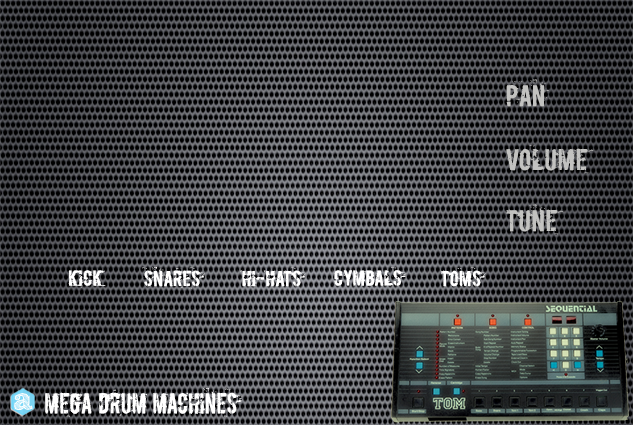 PAN
VOLUME
TUNE
KICK SNARES HI-HATS CYMBALS TOMS
SEQUENTIAL
TOM
a MEGA DRUM MACHINES